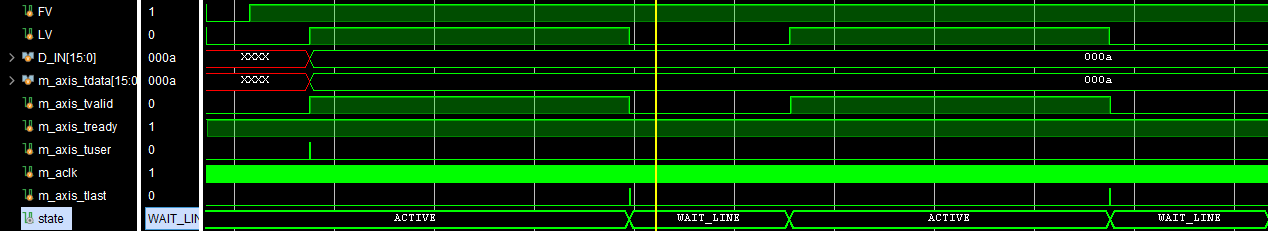 FV 1
LV 0
D_IN[15:0] 000a XXXX 000a
m_axis_tdata[15:0 000a XXXX 000a
m_axis_tvalid 0
m_axis_tready 1
m_axis_tuser 0
m_aclk 1
m_axis_tlast 0
state WAIT_LIN ACTIVE WAIT_LINE ACTIVE WAIT_LINE